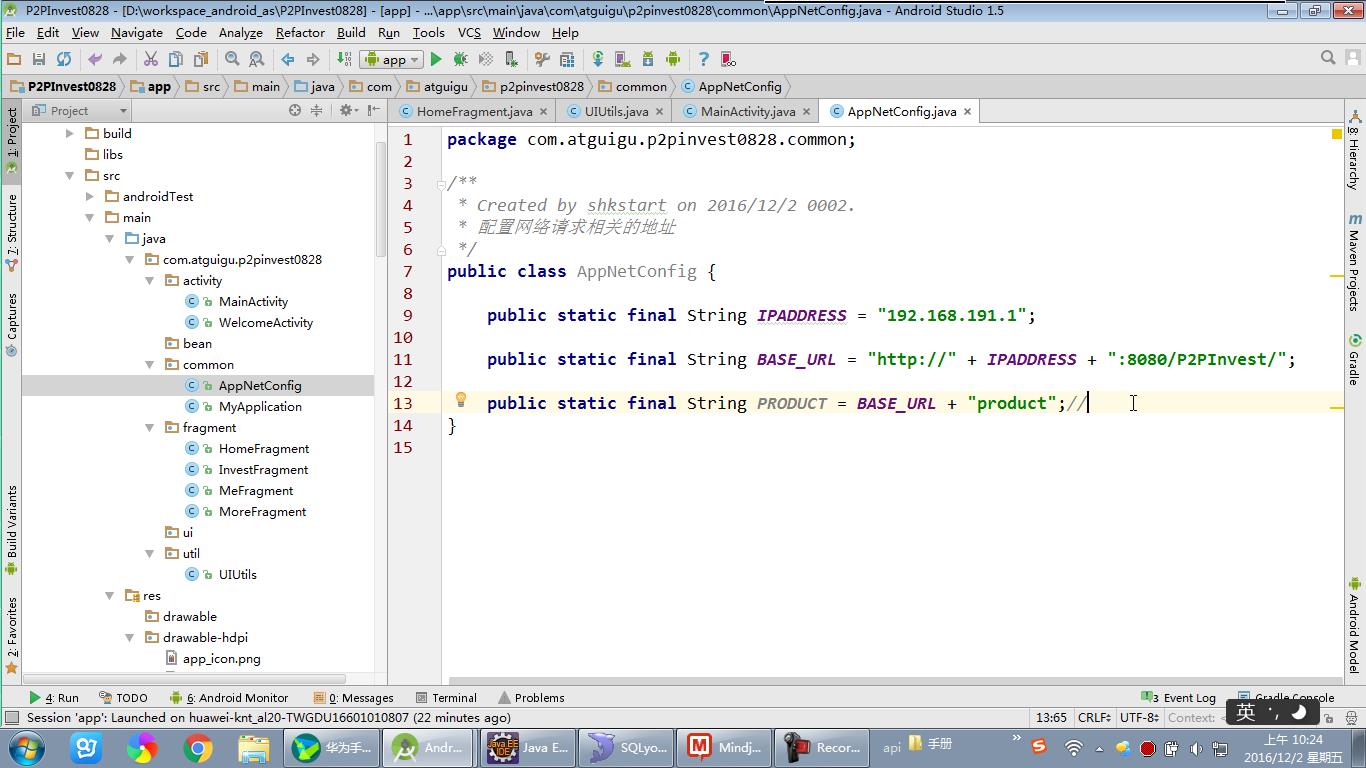 P2PInvest0828 - [D:\workspace_android_as\P2PInvest0828] - [app] - ...\app\src\main\java\com\atguigu\p2pinvest0828\common\AppNetConfig.java - Android Studio 1.5
File Edit View Navigate Code Analyze Refactor Build Run Tools VCS Window Help
app
P2PInvest0828 app src main java com atguigu p2pinvest0828 common AppNetConfig
Project
HomeFragment.java UIUtils.java MainActivity.java AppNetConfig.java
1: Project
7: Structure
Captures
Build Variants
2: Favorites
build
libs
src
androidTest
main
java
com.atguigu.p2pinvest0828
activity
MainActivity
WelcomeActivity
bean
common
AppNetConfig
MyApplication
fragment
HomeFragment
InvestFragment
MeFragment
MoreFragment
ui
util
UIUtils
res
drawable
drawable-hdpi
app_icon.png
1 package com.atguigu.p2pinvest0828.common;
2
3 /**
4 * Created by shkstart on 2016/12/2 0002.
5 * 配置网络请求相关的地址
6 */
7 public class AppNetConfig {
8
9 public static final String IPADDRESS = "192.168.191.1";
10
11 public static final String BASE_URL = "http://" + IPADDRESS + ":8080/P2PInvest/";
12
13 public static final String PRODUCT = BASE_URL + "product";//
14 }
15
8: Hierarchy
Maven Projects
Gradle
Android Model
4: Run TODO 6: Android Monitor 0: Messages Terminal Problems 3 Event Log Gradle Console
Session 'app': Launched on huawei-knt_al20-TWGDU16601010807 (22 minutes ago) 13:65 CRLF UTF-8 Context:
英
华为手... Andr... Java E... SQLyo... Mindj... Recor... api 手册
上午 10:24
2016/12/2 星期五